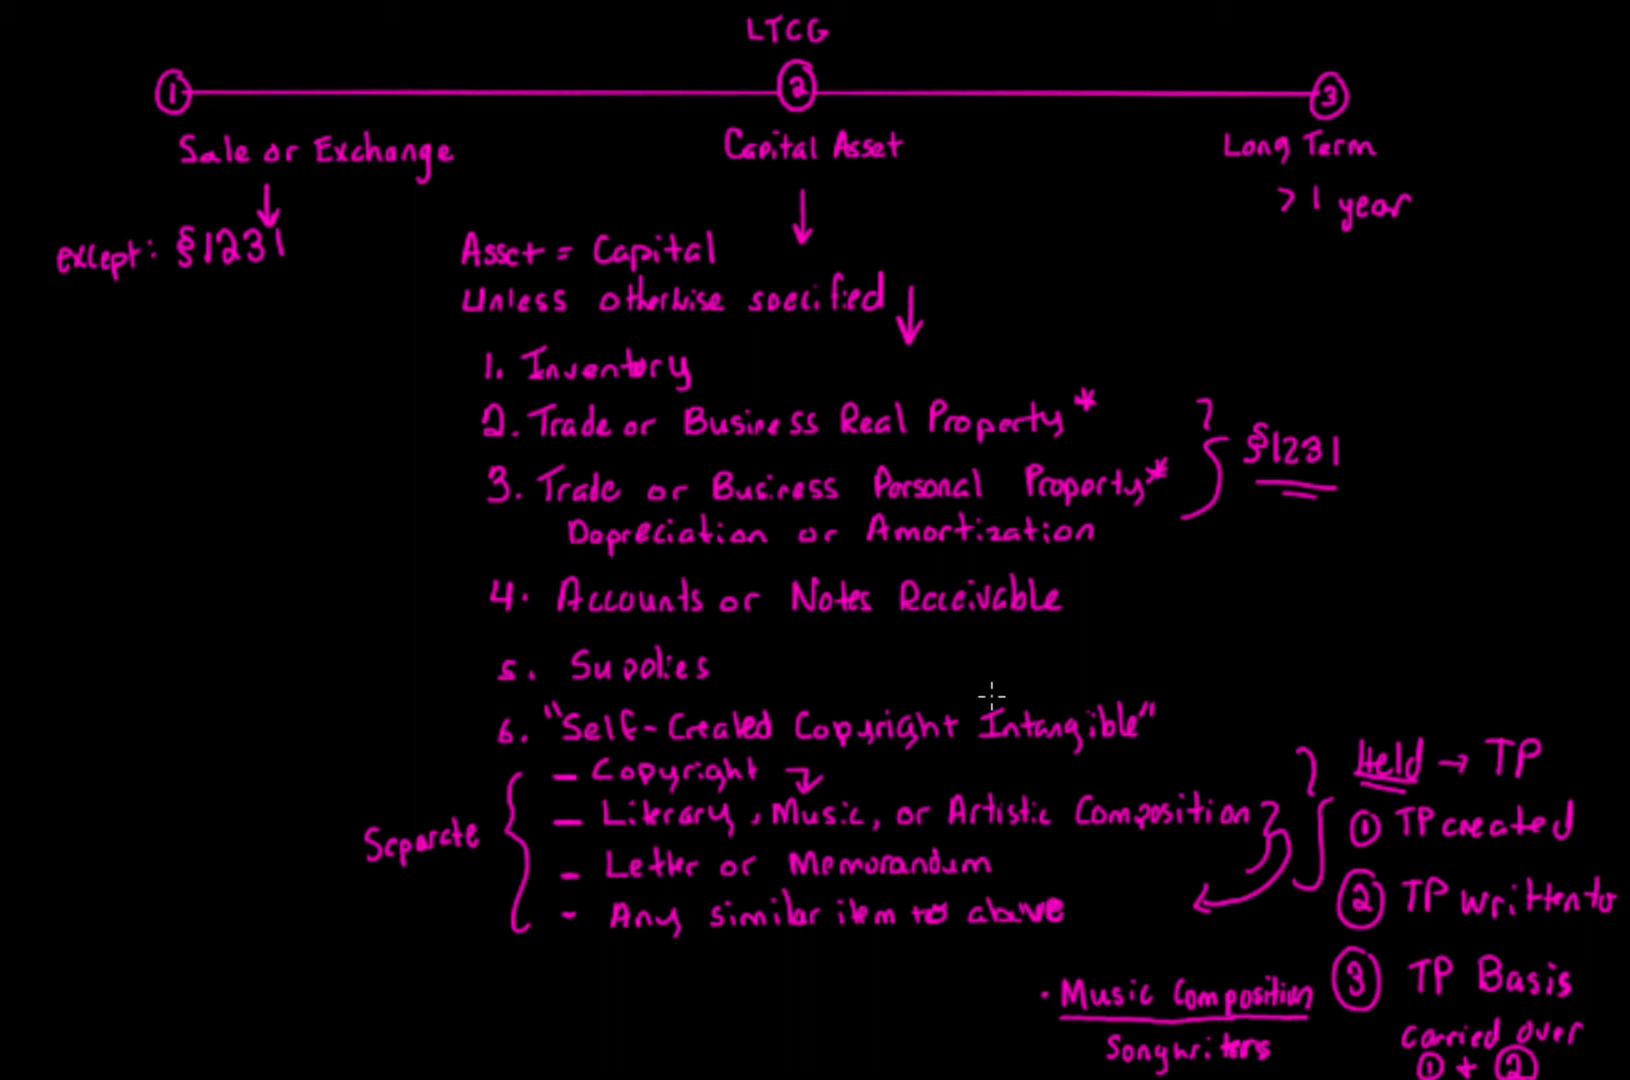 LTCG
① ② ③
Sale or Exchange
Capital Asset
Long Term
> 1 year
except: §1231
Asset = Capital
Unless otherwise specified
1. Inventory
2. Trade or Business Real Property*
3. Trade or Business Personal Property*
Depreciation or Amortization
§1231
4. Accounts or Notes Receivable
5. Supplies
6. "Self-Created Copyright Intangible"
Separate
- Copyright
- Literary, Music, or Artistic Composition
- Letter or Memorandum
- Any similar item to above
Held → TP
① TP created
② TP written to
③ TP Basis
carried over
① + ②
· Music Composition
Songwriters